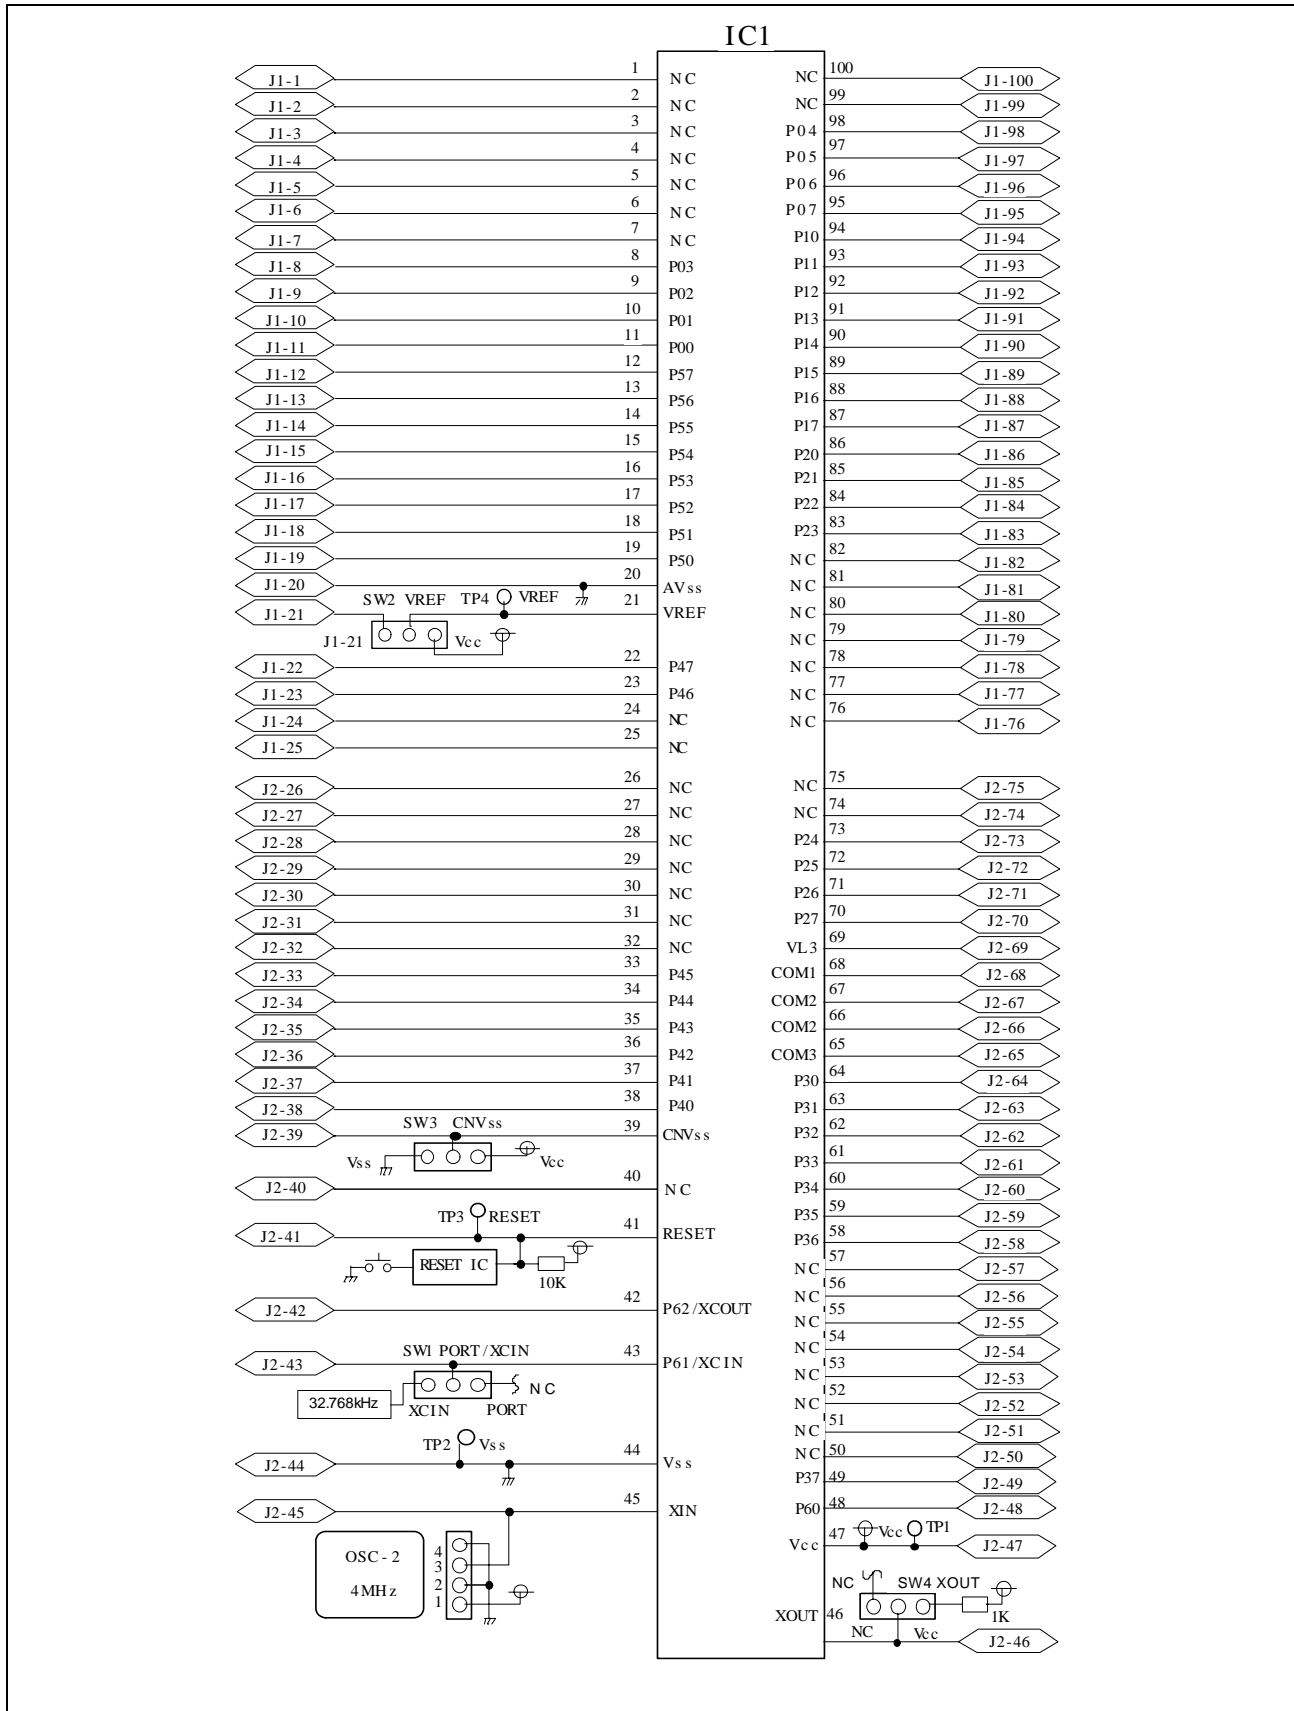 IC1
J1-1 1 NC NC 100 J1-100
J1-2 2 NC NC 99 J1-99
J1-3 3 NC P04 98 J1-98
J1-4 4 NC P05 97 J1-97
J1-5 5 NC P06 96 J1-96
J1-6 6 NC P07 95 J1-95
J1-7 7 NC P10 94 J1-94
J1-8 8 P03 P11 93 J1-93
J1-9 9 P02 P12 92 J1-92
J1-10 10 P01 P13 91 J1-91
J1-11 11 P00 P14 90 J1-90
J1-12 12 P57 P15 89 J1-89
J1-13 13 P56 P16 88 J1-88
J1-14 14 P55 P17 87 J1-87
J1-15 15 P54 P20 86 J1-86
J1-16 16 P53 P21 85 J1-85
J1-17 17 P52 P22 84 J1-84
J1-18 18 P51 P23 83 J1-83
J1-19 19 P50 NC 82 J1-82
J1-20 20 AVss NC 81 J1-81
SW2 VREF TP4 VREF
J1-21 21 VREF NC 80 J1-80
J1-21 Vcc NC 79 J1-79
J1-22 22 P47 NC 78 J1-78
J1-23 23 P46 NC 77 J1-77
J1-24 24 NC NC 76 J1-76
J1-25 25 NC
J2-26 26 NC NC 75 J2-75
J2-27 27 NC NC 74 J2-74
J2-28 28 NC P24 73 J2-73
J2-29 29 NC P25 72 J2-72
J2-30 30 NC P26 71 J2-71
J2-31 31 NC P27 70 J2-70
J2-32 32 NC VL3 69 J2-69
J2-33 33 P45 COM1 68 J2-68
J2-34 34 P44 COM2 67 J2-67
J2-35 35 P43 COM2 66 J2-66
J2-36 36 P42 COM3 65 J2-65
J2-37 37 P41 P30 64 J2-64
J2-38 38 P40 P31 63 J2-63
SW3 CNVss
J2-39 39 CNVss P32 62 J2-62
Vss Vcc P33 61 J2-61
J2-40 40 NC P34 60 J2-60
TP3 RESET P35 59 J2-59
J2-41 41 RESET P36 58 J2-58
RESET IC NC 57 J2-57
10K
NC 56 J2-56
J2-42 42 P62/XCOUT NC 55 J2-55
SW1 PORT/XCIN NC 54 J2-54
J2-43 43 P61/XCIN NC 53 J2-53
NC
32.768kHz XCIN PORT NC 52 J2-52
TP2 Vss NC 51 J2-51
J2-44 44 Vss NC 50 J2-50
P37 49 J2-49
J2-45 45 XIN P60 48 J2-48
Vcc 47 Vcc TP1 J2-47
OSC-2
4MHz
4
3
2
1
NC SW4 XOUT
XOUT 46 1K
NC Vcc J2-46